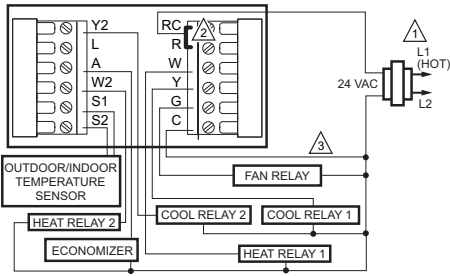 Y2
L
A
W2
S1
S2
RC
R
W
Y
G
C
2
1
L1
(HOT)
24 VAC
L2
3
OUTDOOR/INDOOR
TEMPERATURE
SENSOR
FAN RELAY
HEAT RELAY 2
COOL RELAY 2
COOL RELAY 1
ECONOMIZER
HEAT RELAY 1